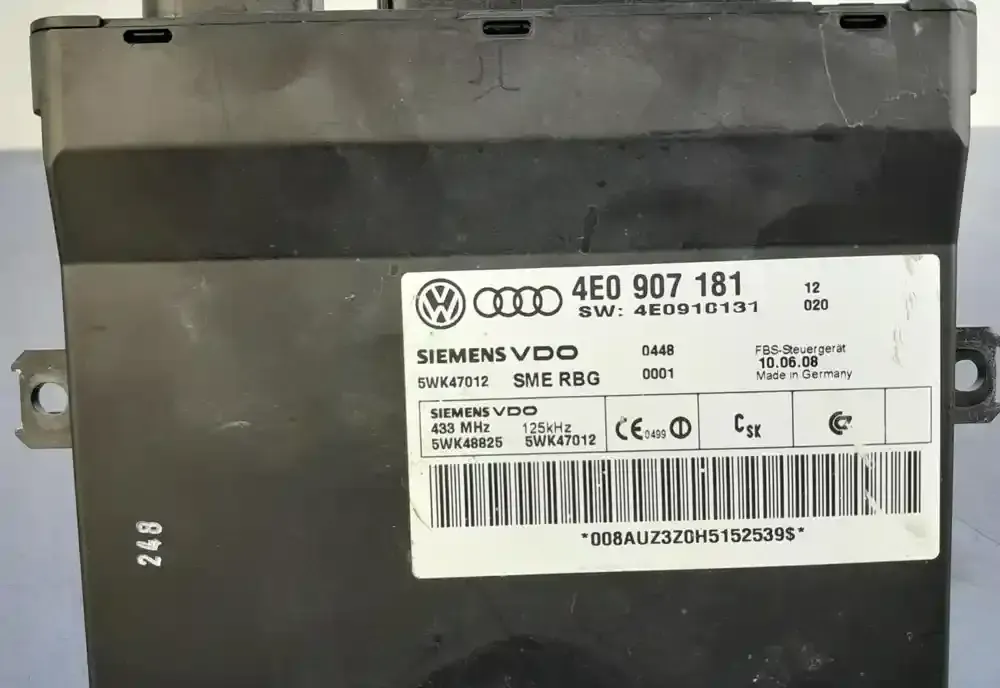 4E0 907 181
SW: 4E0910131
12
020
SIEMENS VDO
0448
FBS-Steuergerät
5WK47012 SME RBG
0001
10.06.08
Made in Germany
SIEMENS VDO
433 MHz 125kHz
5WK48825 5WK47012
CE 0499
CSK
*008AUZ3Z0H5152539$*
248